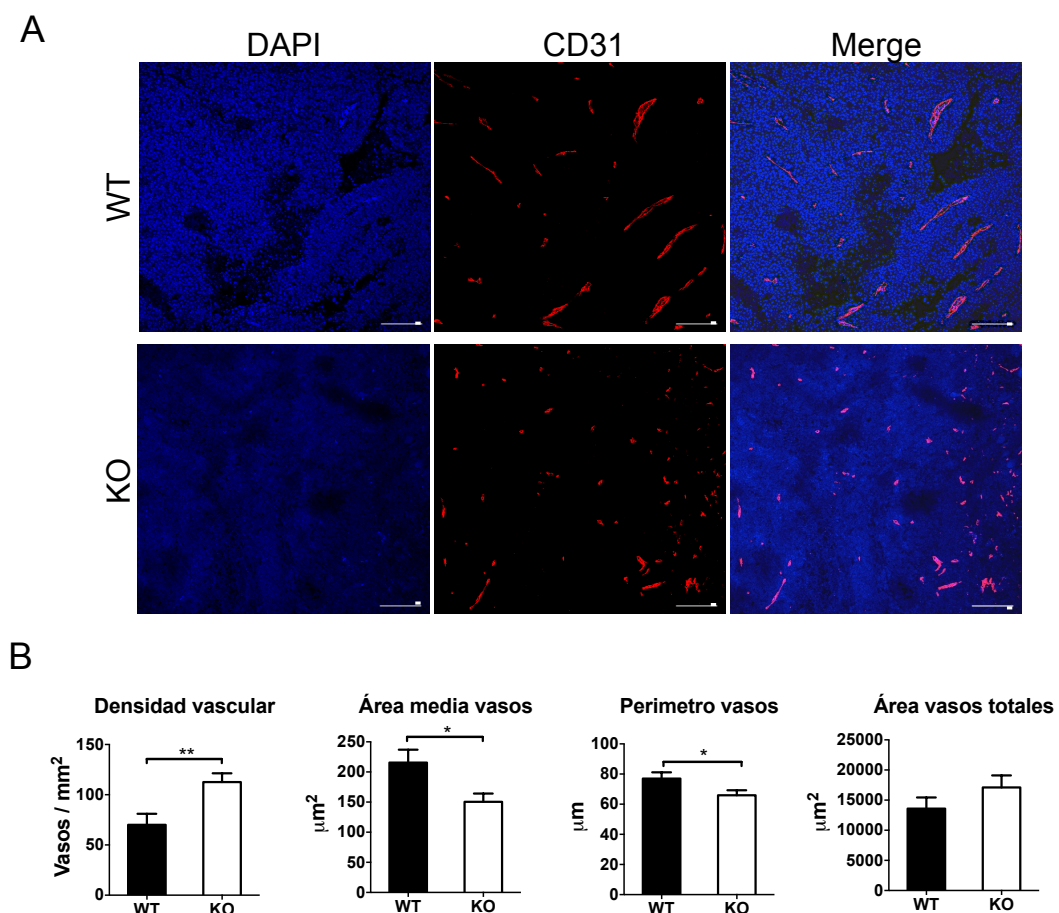 A
DAPI
CD31
Merge
WT
KO
B
Densidad vascular
Vasos / mm2
150
100
50
0
**
WT
KO
Área media vasos
μm2
250
200
150
100
50
0
*
WT
KO
Perimetro vasos
μm
100
80
60
40
20
0
*
WT
KO
Área vasos totales
μm2
25000
20000
15000
10000
5000
0
WT
KO